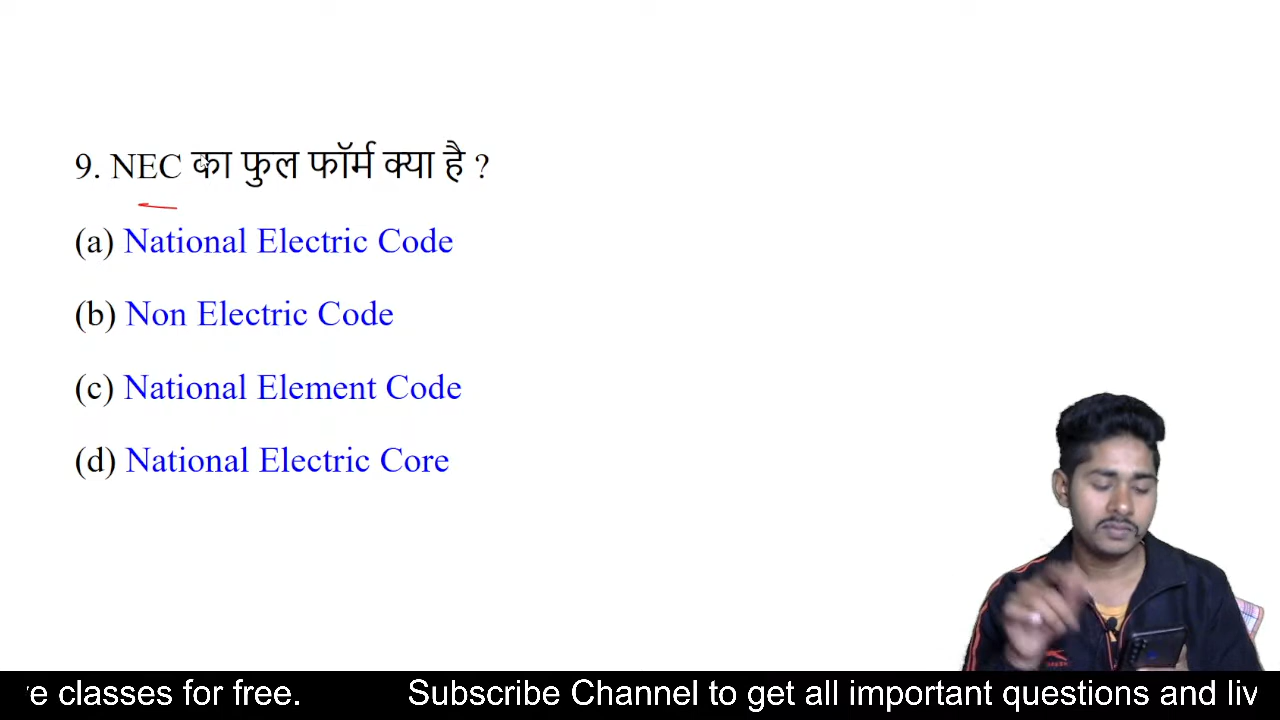 9. NEC का फुल फॉर्म क्या है ?
(a) National Electric Code
(b) Non Electric Code
(c) National Element Code
(d) National Electric Core
classes for free. Subscribe Channel to get all important questions and